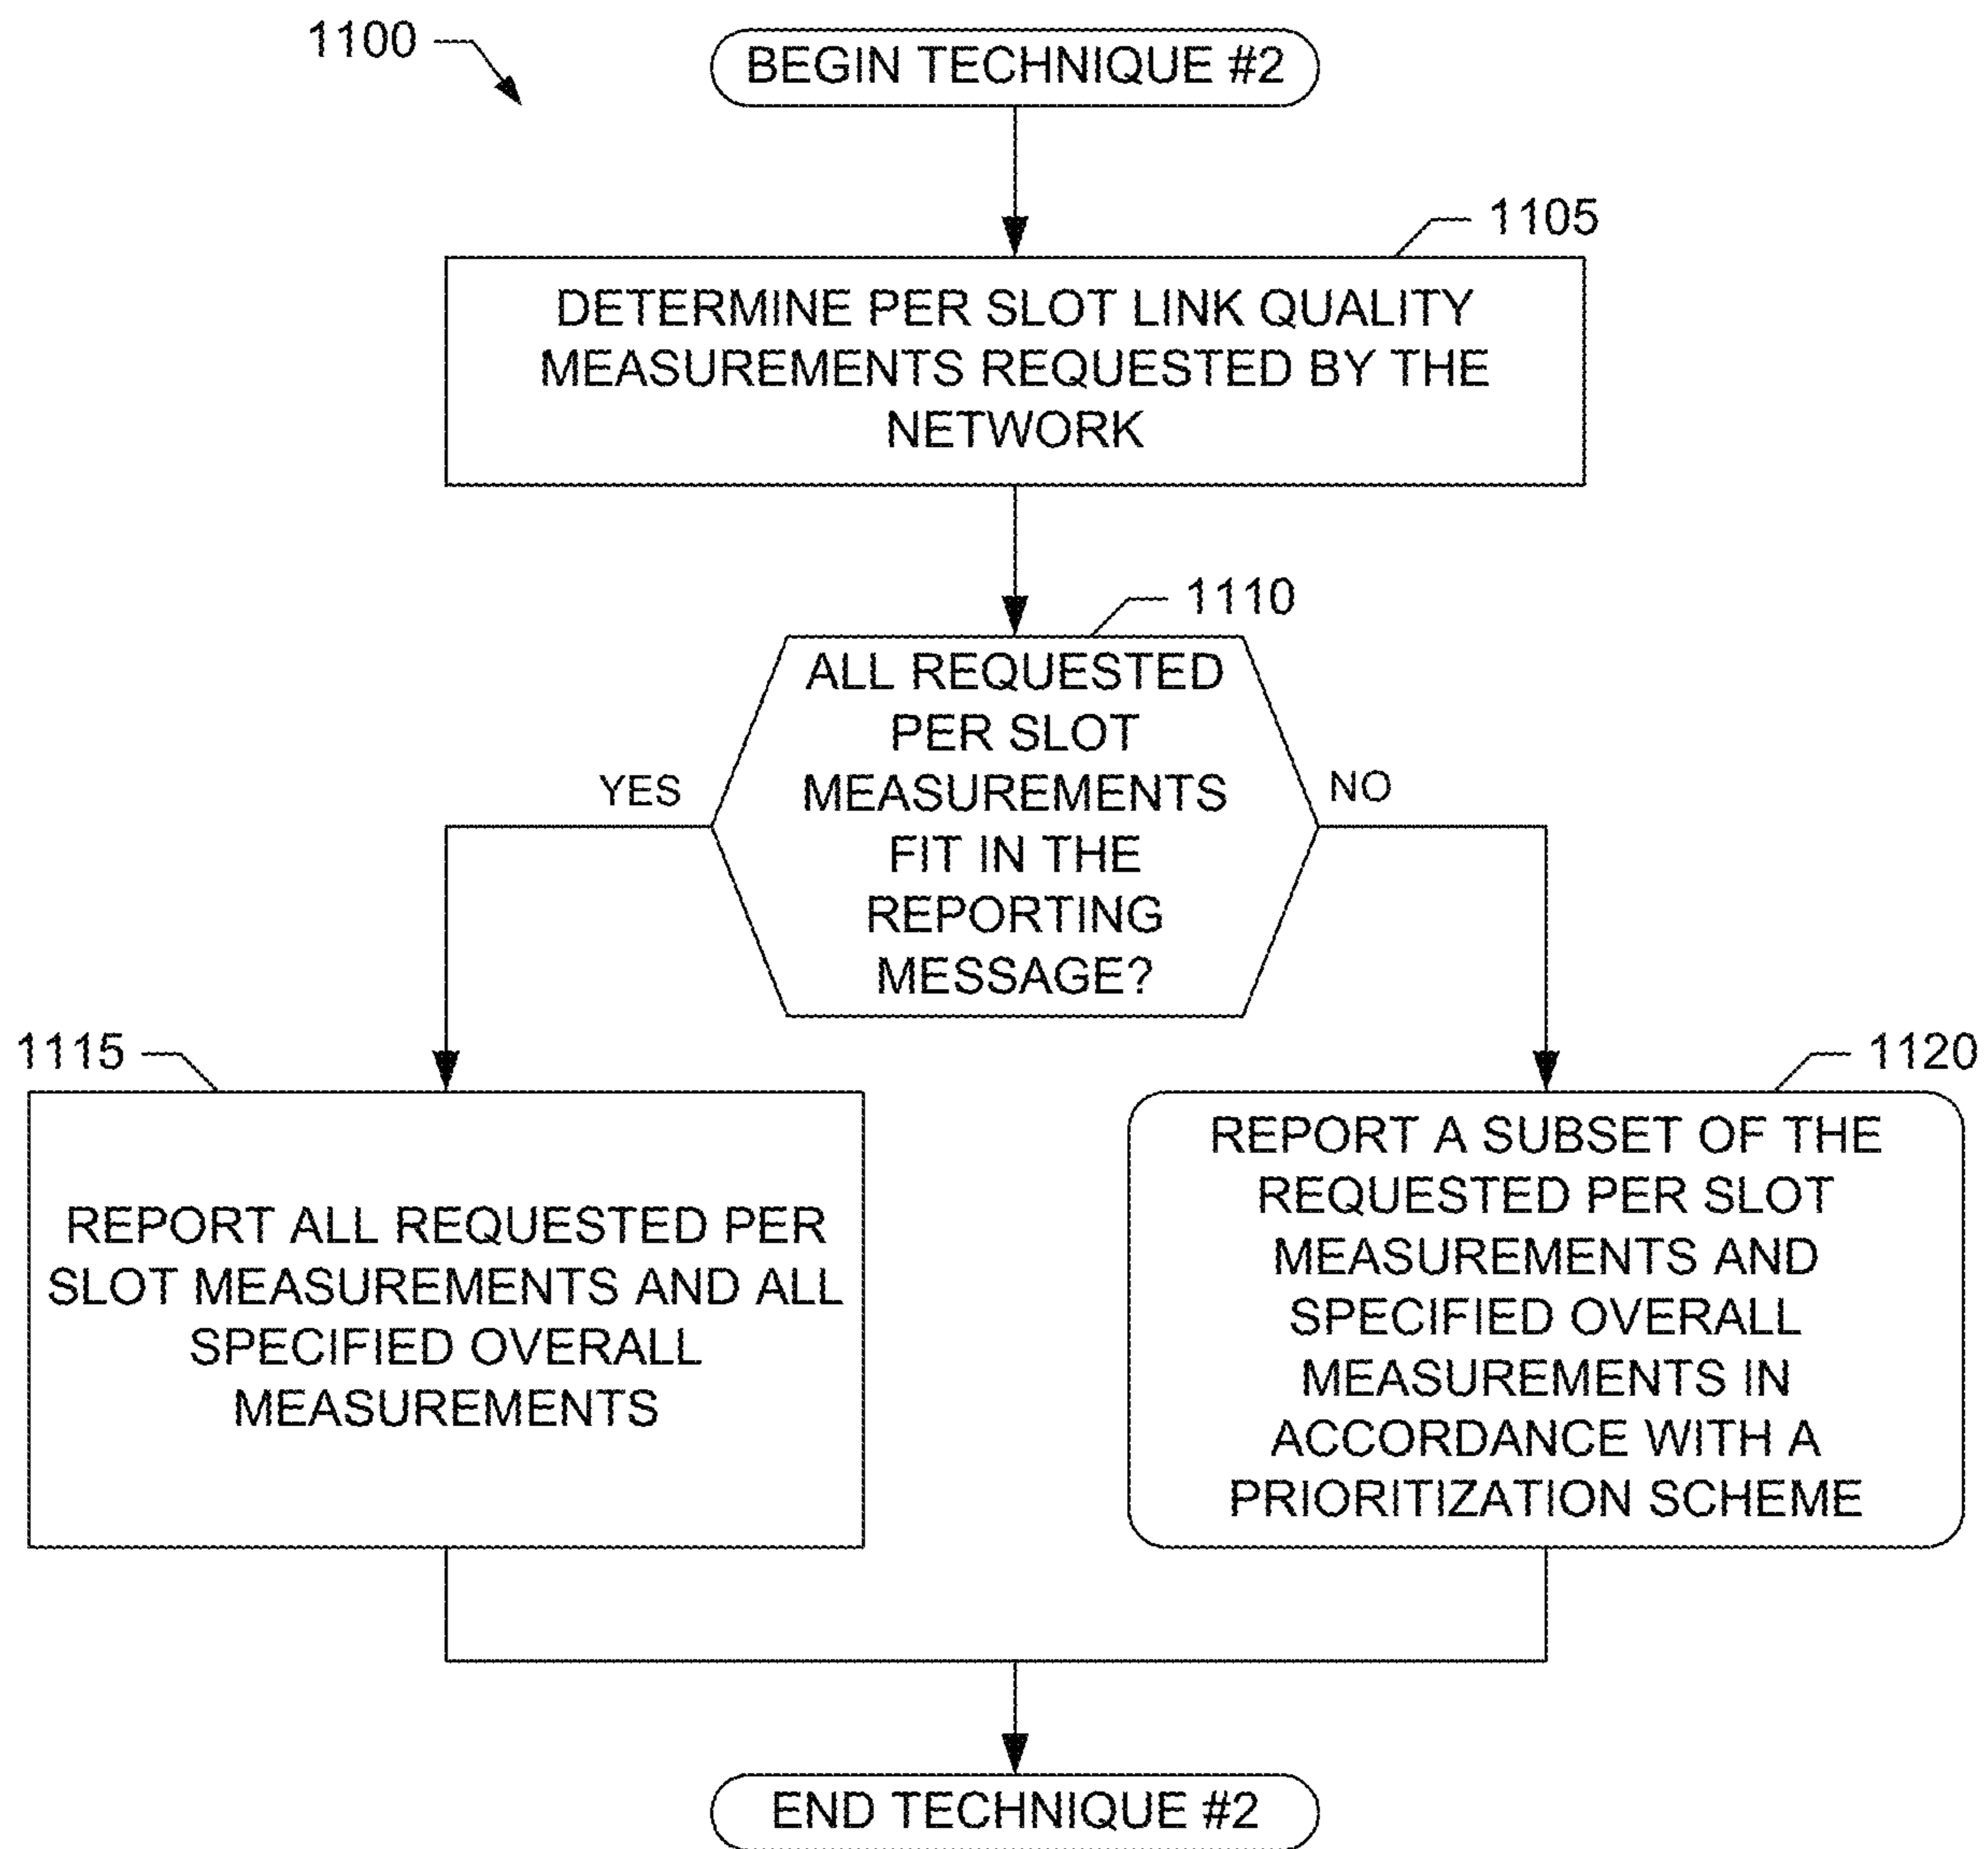 1100
BEGIN TECHNIQUE #2
1105
DETERMINE PER SLOT LINK QUALITY
MEASUREMENTS REQUESTED BY THE
NETWORK
1110
ALL REQUESTED
PER SLOT
MEASUREMENTS
FIT IN THE
REPORTING
MESSAGE?
YES
NO
1115
REPORT ALL REQUESTED PER
SLOT MEASUREMENTS AND ALL
SPECIFIED OVERALL
MEASUREMENTS
1120
REPORT A SUBSET OF THE
REQUESTED PER SLOT
MEASUREMENTS AND
SPECIFIED OVERALL
MEASUREMENTS IN
ACCORDANCE WITH A
PRIORITIZATION SCHEME
END TECHNIQUE #2